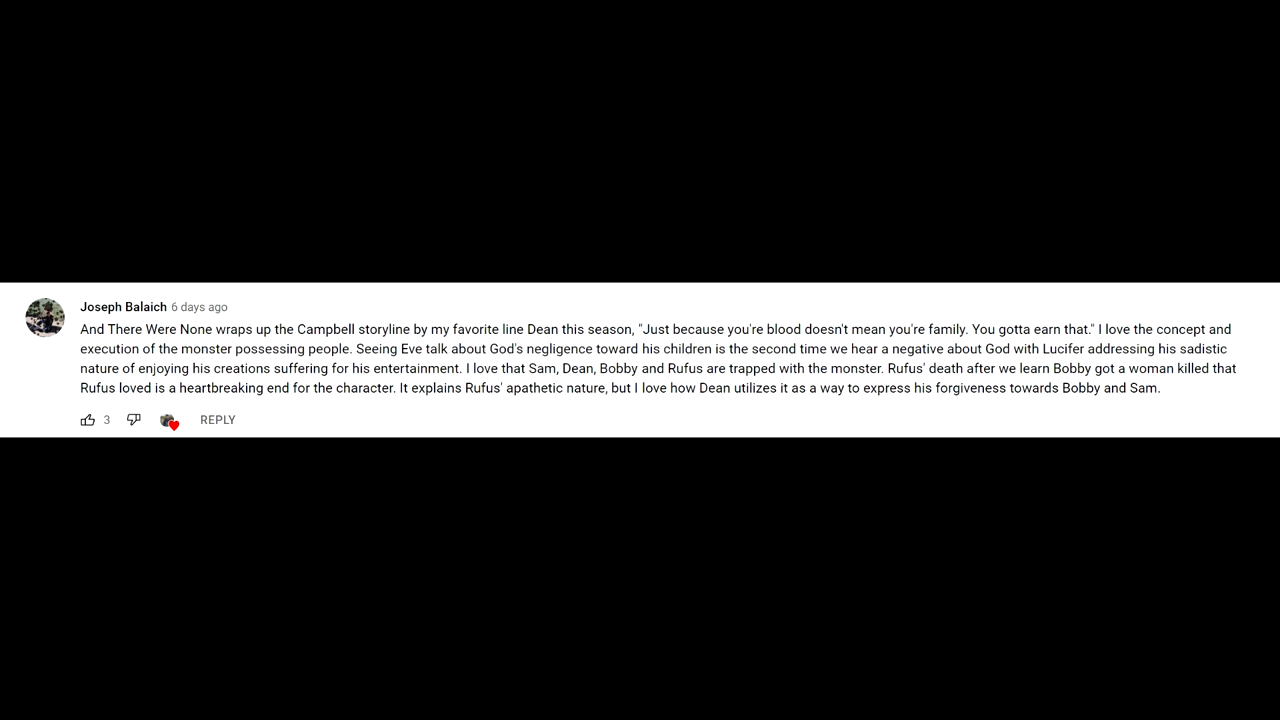 Joseph Balaich 6 days ago
And There Were None wraps up the Campbell storyline by my favorite line Dean this season, "Just because you're blood doesn't mean you're family. You gotta earn that." I love the concept and
execution of the monster possessing people. Seeing Eve talk about God's negligence toward his children is the second time we hear a negative about God with Lucifer addressing his sadistic
nature of enjoying his creations suffering for his entertainment. I love that Sam, Dean, Bobby and Rufus are trapped with the monster. Rufus' death after we learn Bobby got a woman killed that
Rufus loved is a heartbreaking end for the character. It explains Rufus' apathetic nature, but I love how Dean utilizes it as a way to express his forgiveness towards Bobby and Sam.
3 REPLY